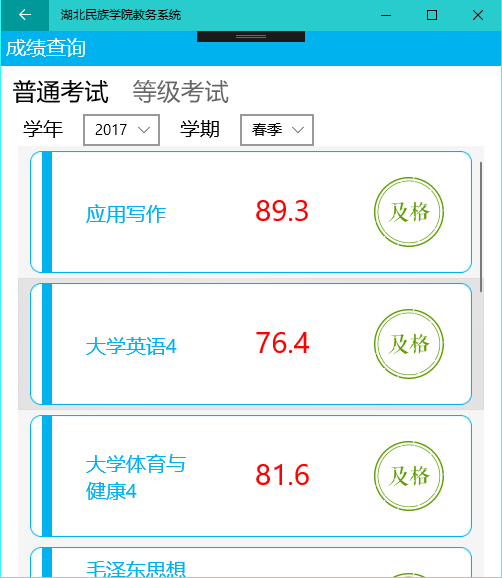 湖北民族学院教务系统
成绩查询
普通考试 等级考试
学年 2017 学期 春季
应用写作 89.3 及格
大学英语4 76.4 及格
大学体育与
健康4 81.6 及格
毛泽东思想